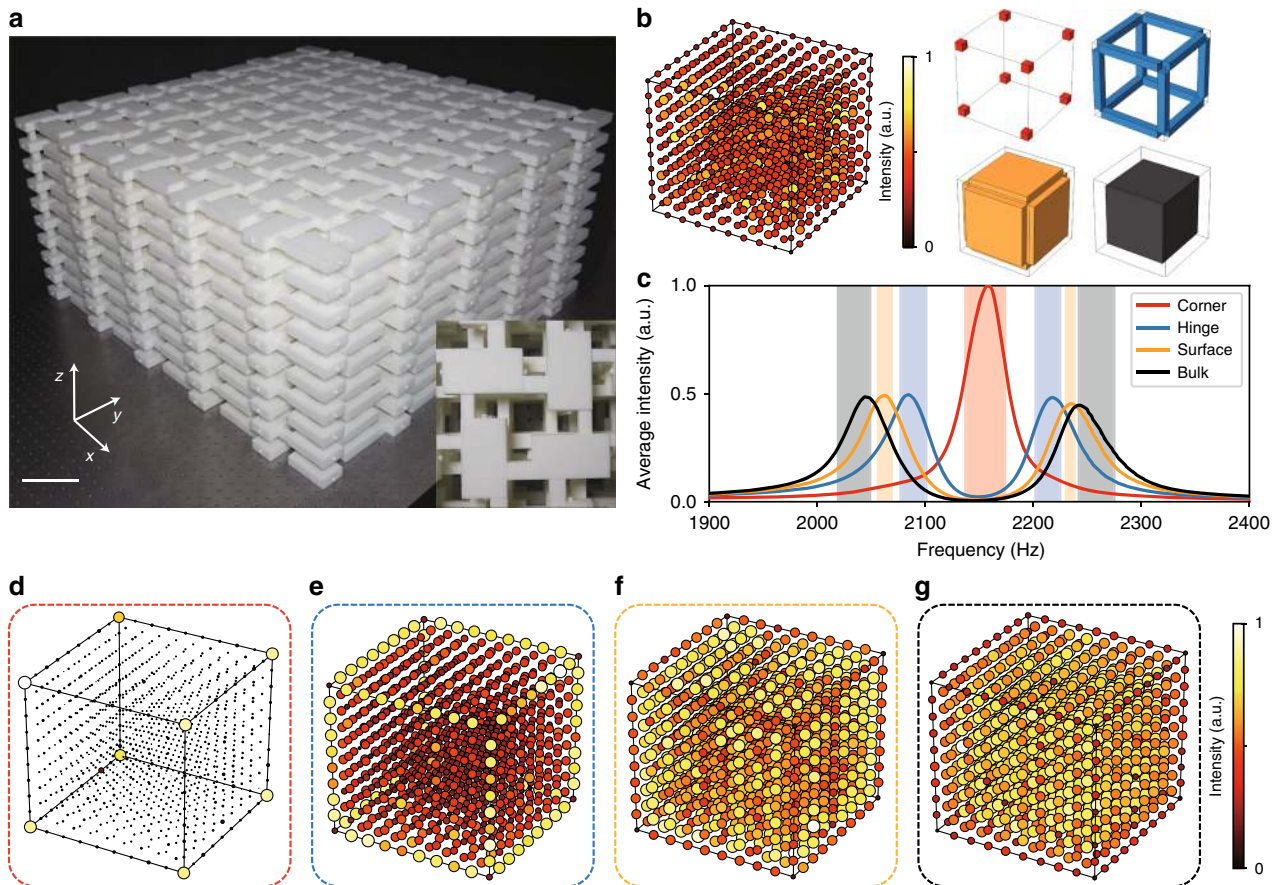 a
z
y
x
b
1
Intensity (a.u.)
0
c
1.0
0.5
0.0
Average intensity (a.u.)
Corner
Hinge
Surface
Bulk
1900 2000 2100 2200 2300 2400
Frequency (Hz)
d e f g
1
Intensity (a.u.)
0